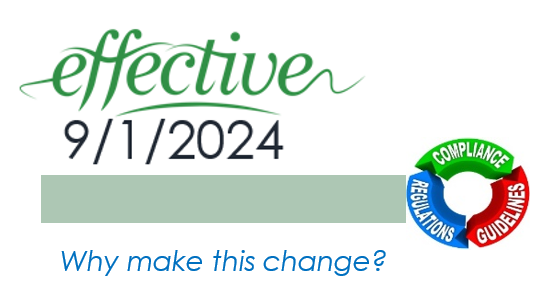 effective
9/1/2024
COMPLIANCE
REGULATIONS
GUIDELINES
Why make this change?